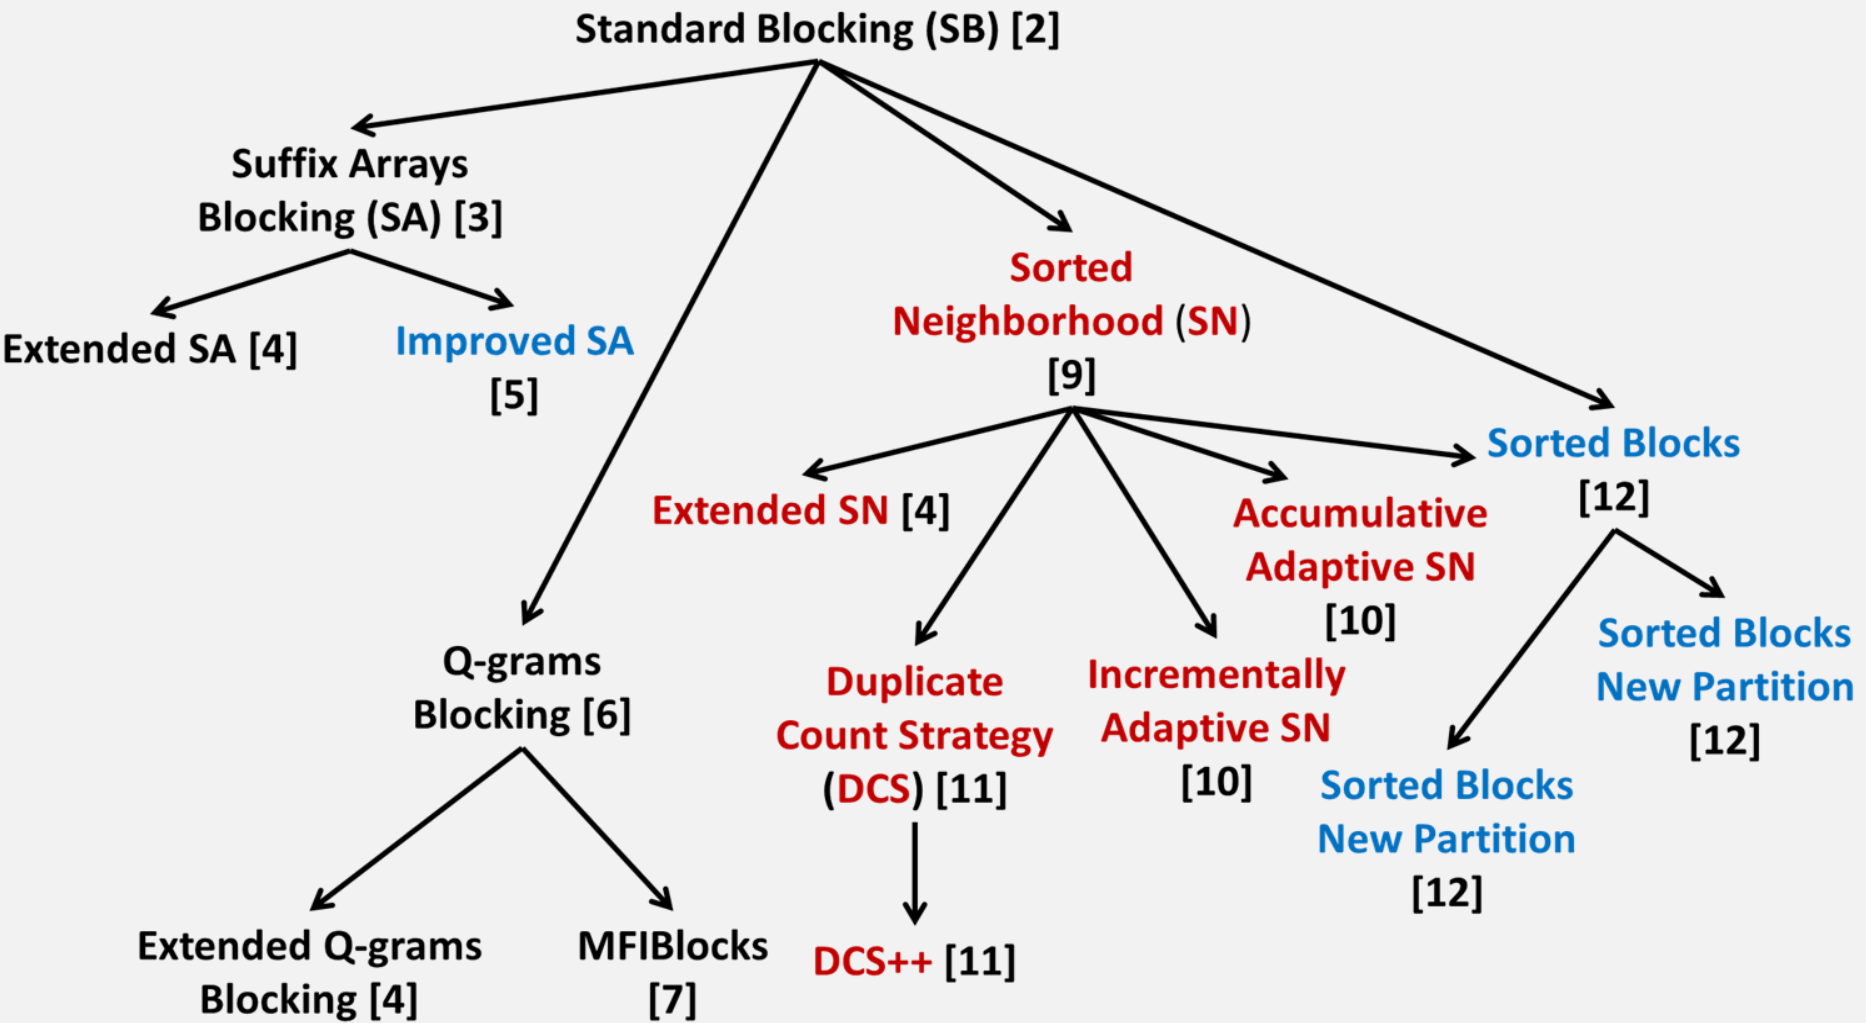 Standard Blocking (SB) [2]
Suffix Arrays
Blocking (SA) [3]
Extended SA [4]
Improved SA
[5]
Sorted
Neighborhood (SN)
[9]
Sorted Blocks
[12]
Extended SN [4]
Accumulative
Adaptive SN
[10]
Q-grams
Blocking [6]
Duplicate
Count Strategy
(DCS) [11]
Incrementally
Adaptive SN
[10]
Sorted Blocks
New Partition
[12]
Sorted Blocks
New Partition
[12]
Extended Q-grams
Blocking [4]
MFIBlocks
[7]
DCS++ [11]